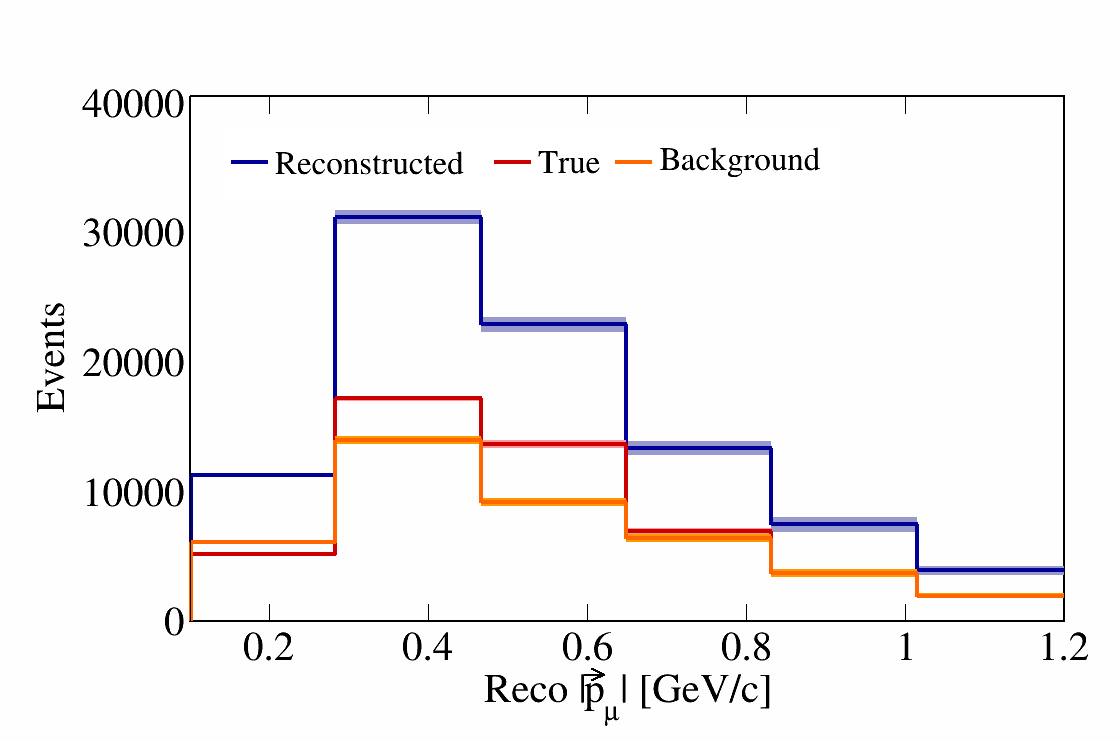 40000
Reconstructed True Background
30000
20000
10000
0
Events
0.2 0.4 0.6 0.8 1 1.2
Reco |p⃗_μ| [GeV/c]